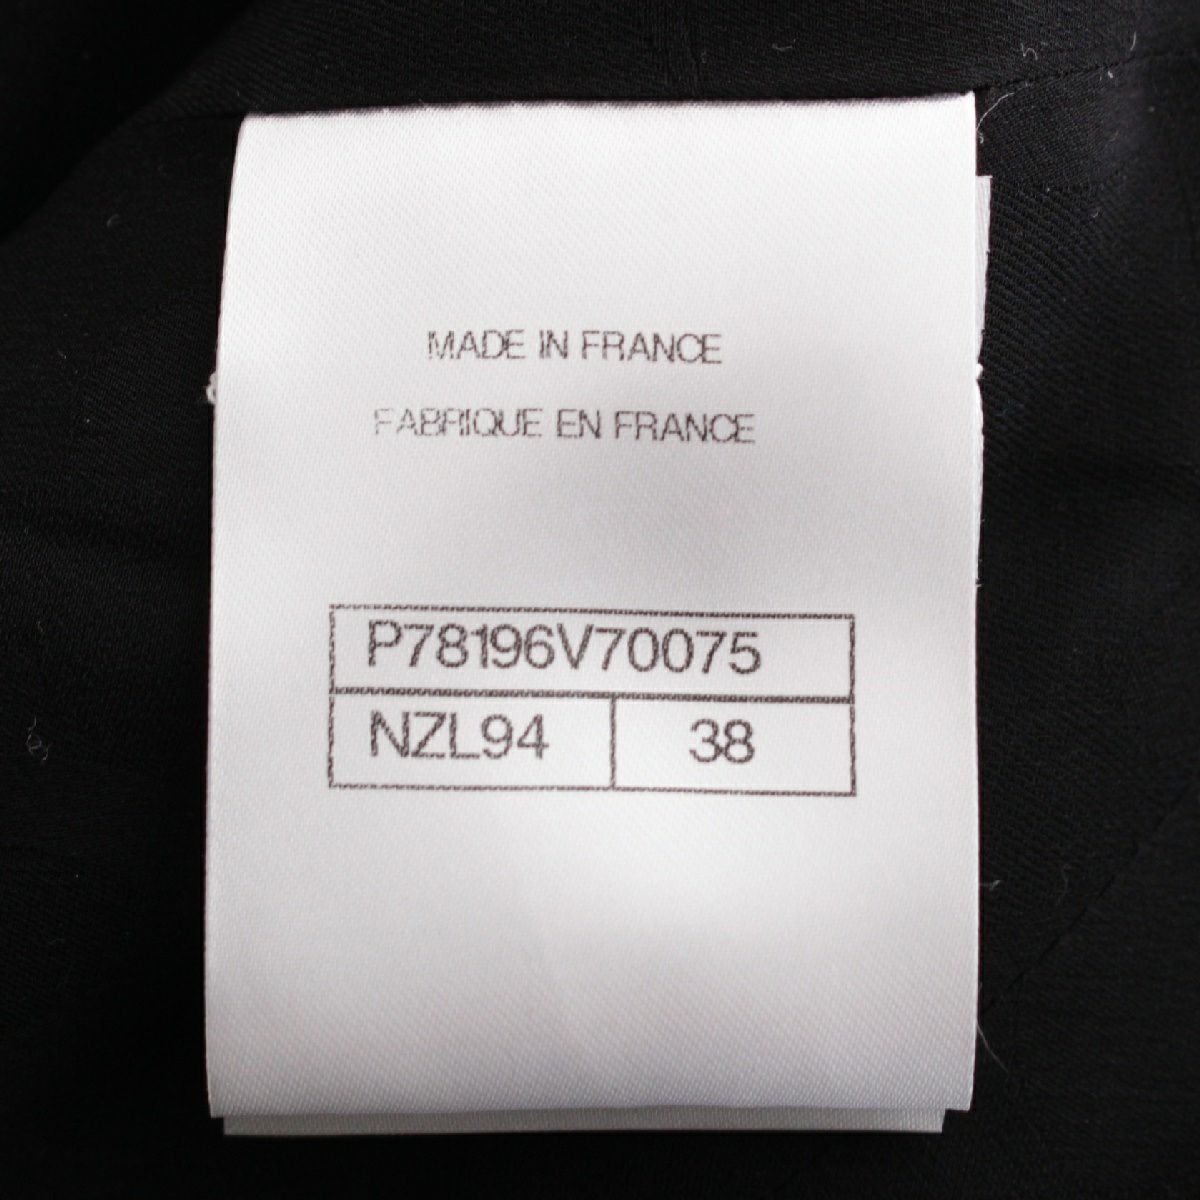 MADE IN FRANCE
FABRIQUE EN FRANCE
P78196V70075
NZL94 38